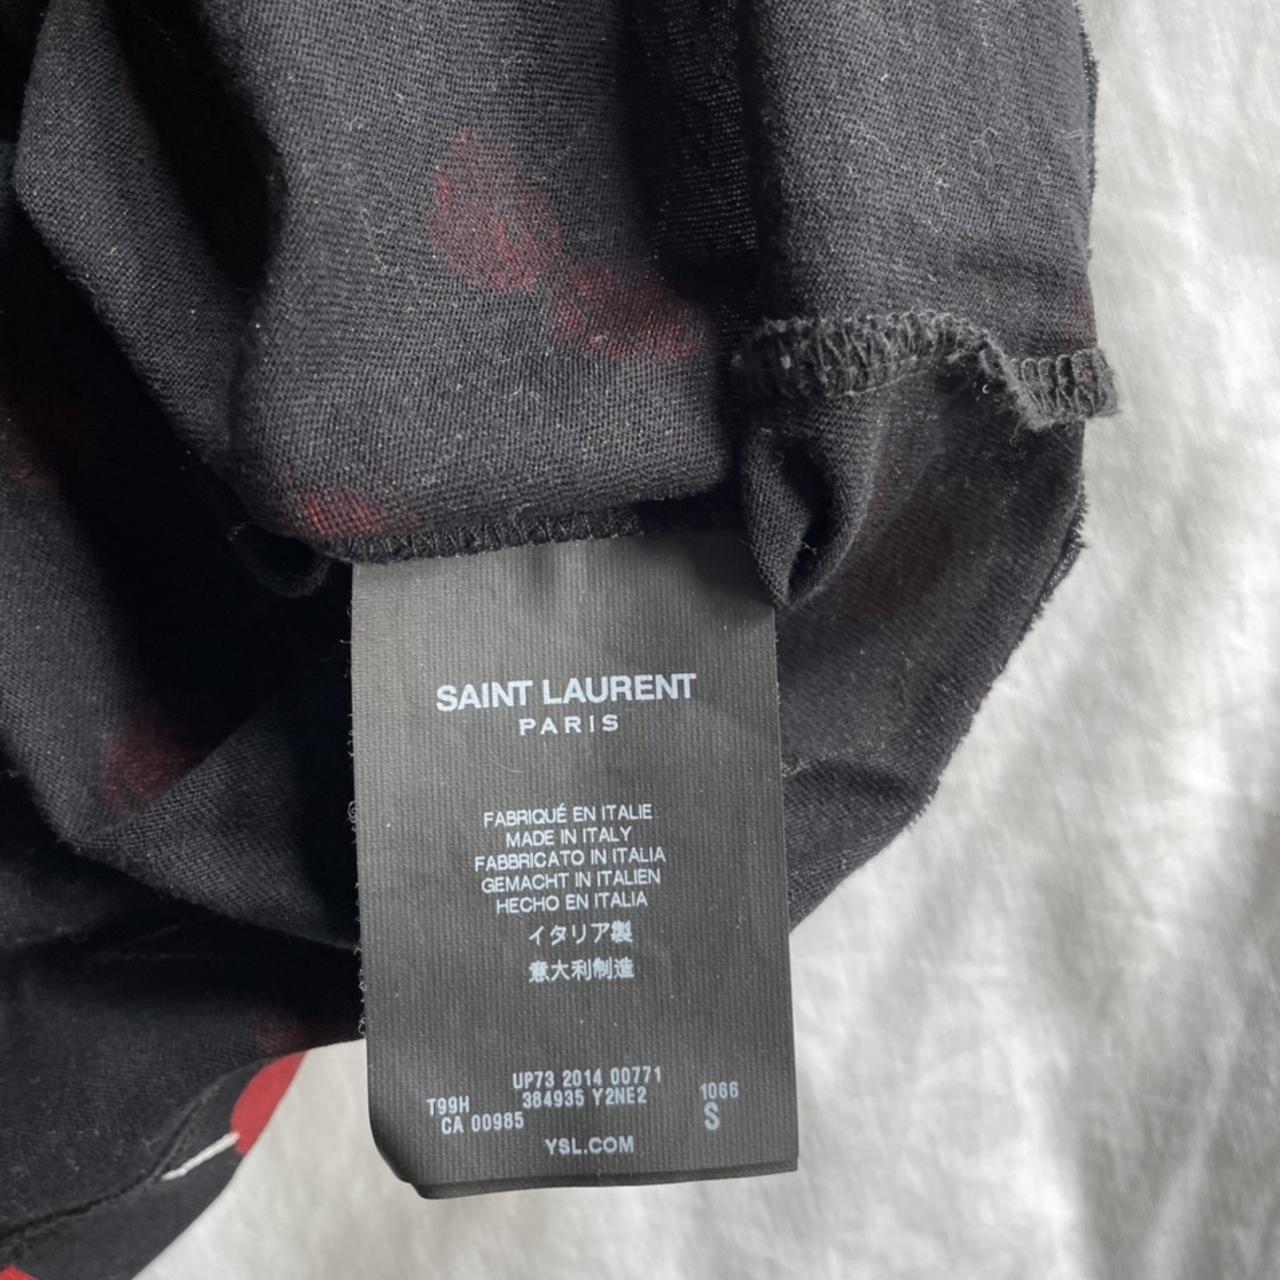 SAINT LAURENT
PARIS
FABRIQUÉ EN ITALIE
MADE IN ITALY
FABBRICATO IN ITALIA
GEMACHT IN ITALIEN
HECHO EN ITALIA
イタリア製
意大利制造
UP73 2014 00771
T99H 384935 Y2NE2 1066
CA 00985 S
YSL.COM